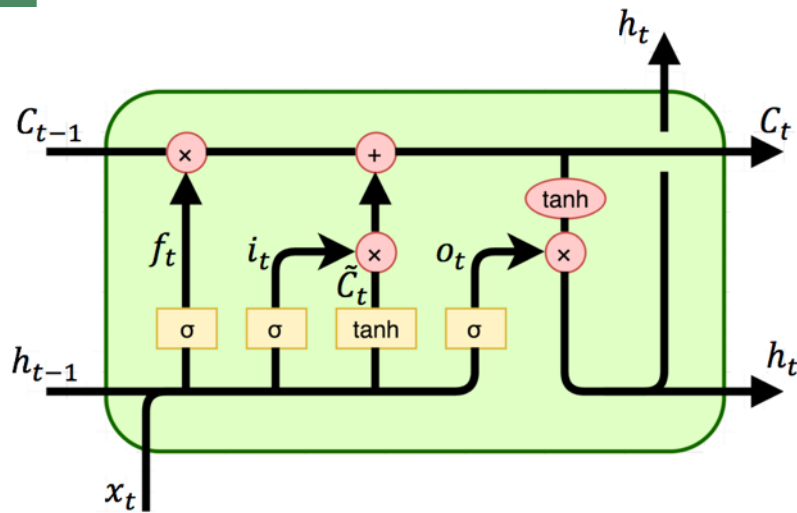 h_t
C_{t-1}
C_t
×
+
tanh
f_t
i_t
×
o_t
×
C̃_t
σ
σ
tanh
σ
h_{t-1}
h_t
x_t